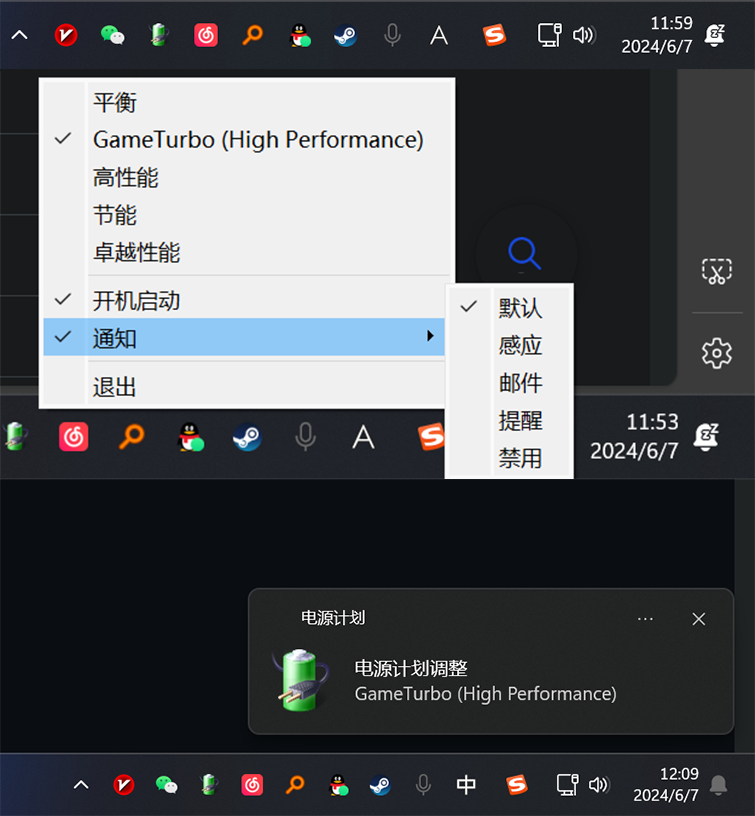 11:59
2024/6/7
平衡
GameTurbo (High Performance)
高性能
节能
卓越性能
开机启动
通知
退出
默认
感应
邮件
提醒
禁用
A
11:53
2024/6/7
电源计划
电源计划调整
GameTurbo (High Performance)
中
12:09
2024/6/7